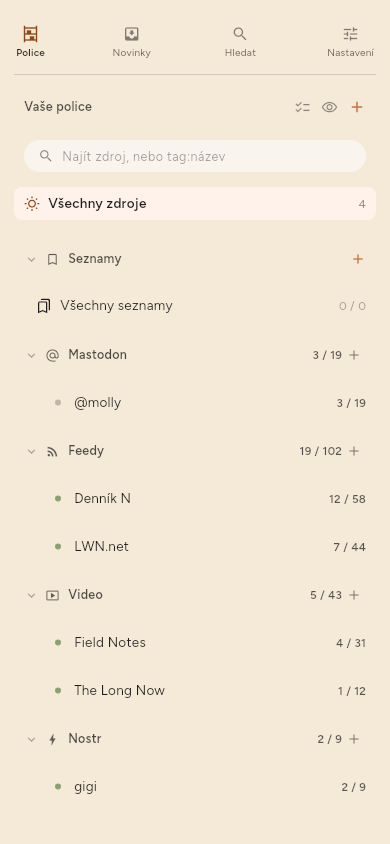 Police
Novinky
Hledat
Nastavení
Vaše police
Najít zdroj, nebo tag:název
Všechny zdroje 4
Seznamy
Všechny seznamy 0 / 0
Mastodon 3 / 19
@molly 3 / 19
Feedy 19 / 102
Denník N 12 / 58
LWN.net 7 / 44
Video 5 / 43
Field Notes 4 / 31
The Long Now 1 / 12
Nostr 2 / 9
gigi 2 / 9